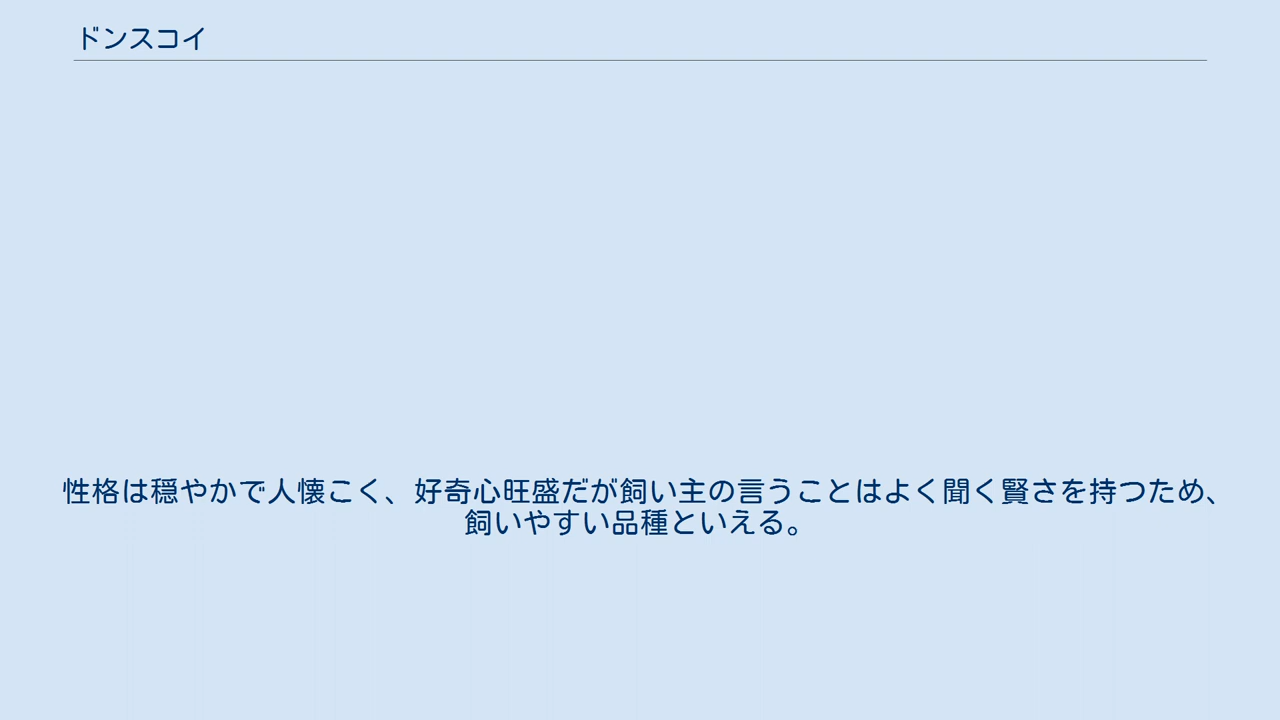 ドンスコイ
性格は穏やかで人懐こく、好奇心旺盛だが飼い主の言うことはよく聞く賢さを持つため、
飼いやすい品種といえる。